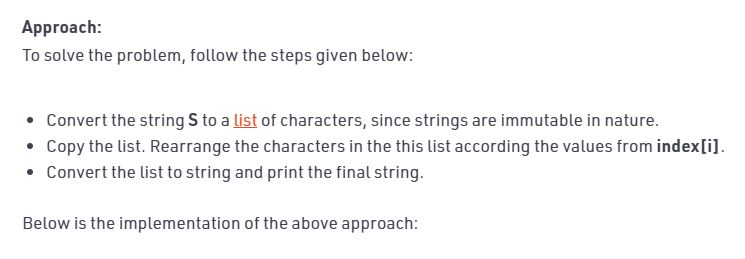 Approach:
To solve the problem, follow the steps given below:
• Convert the string S to a list of characters, since strings are immutable in nature.
• Copy the list. Rearrange the characters in the this list according the values from index[i].
• Convert the list to string and print the final string.
Below is the implementation of the above approach: